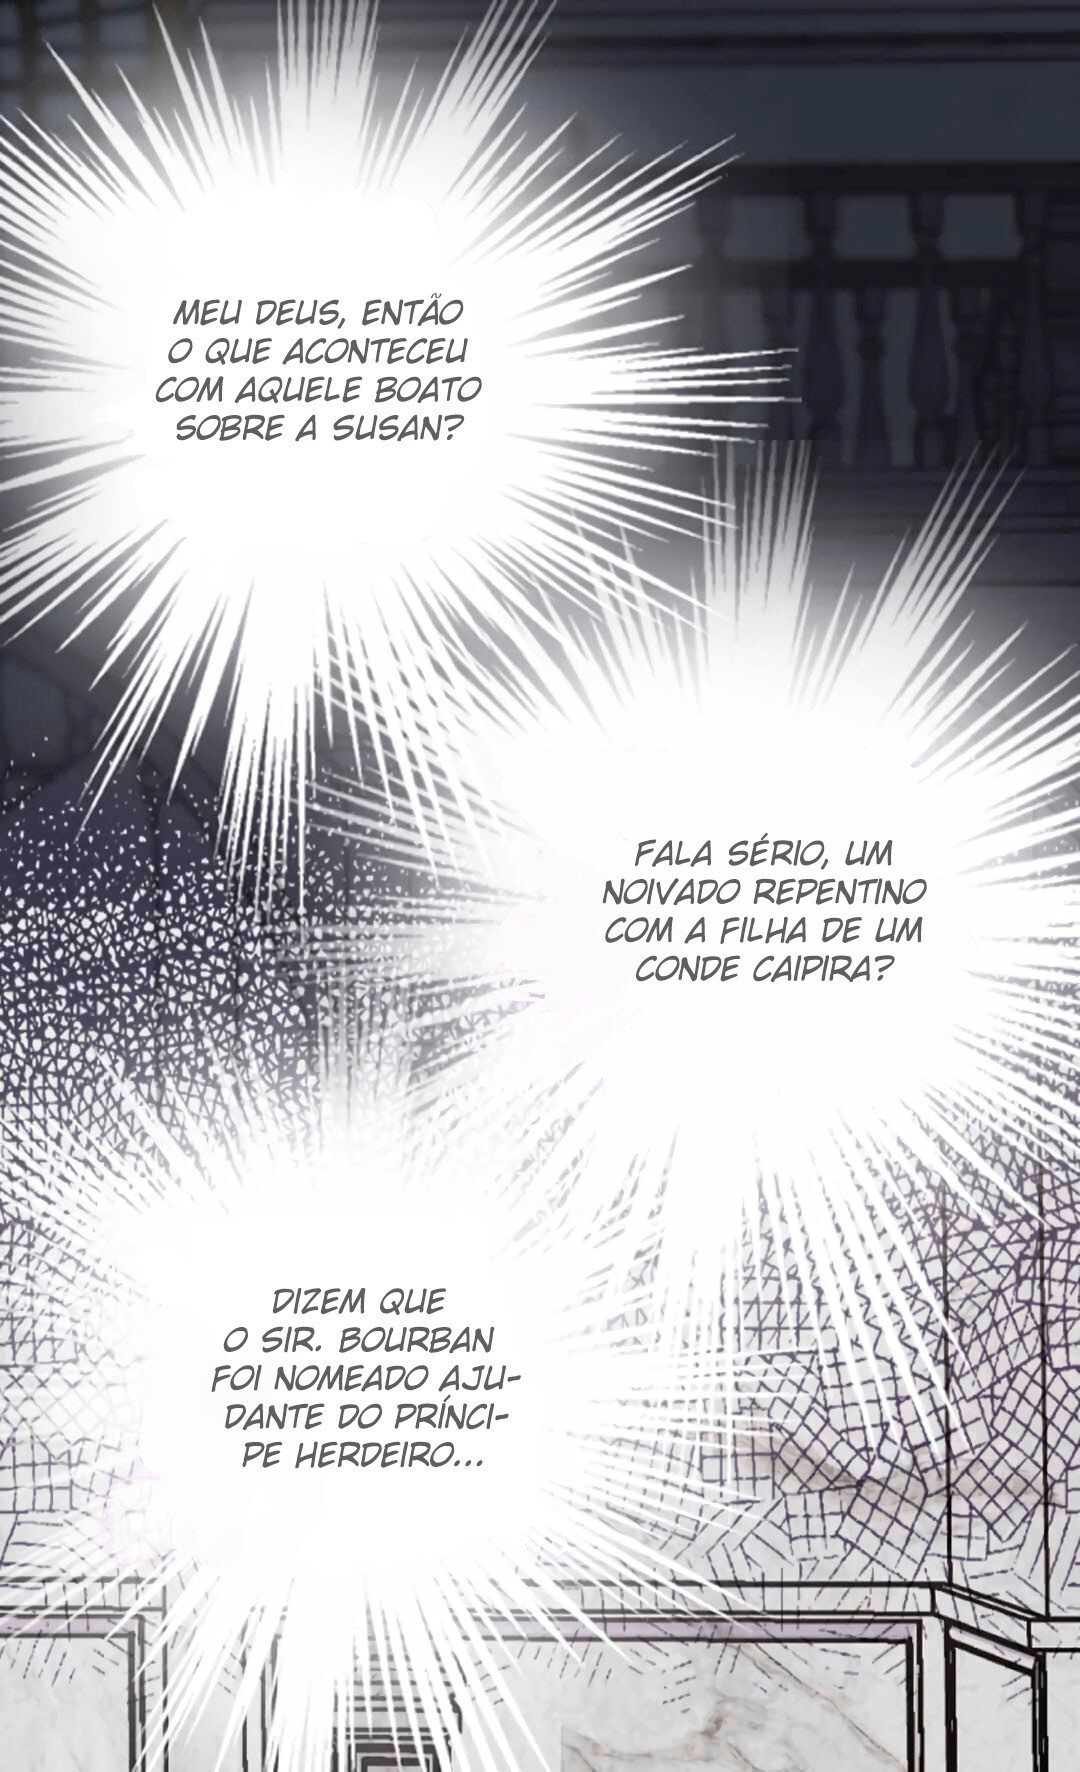 MEU DEUS, ENTÃO
O QUE ACONTECEU
COM AQUELE BOATO
SOBRE A SUSAN?
FALA SÉRIO, UM
NOIVADO REPENTINO
COM A FILHA DE UM
CONDE CAIPIRA?
DIZEM QUE
O SIR. BOURBAN
FOI NOMEADO AJU-
DANTE DO PRÍNCI-
PE HERDEIRO...